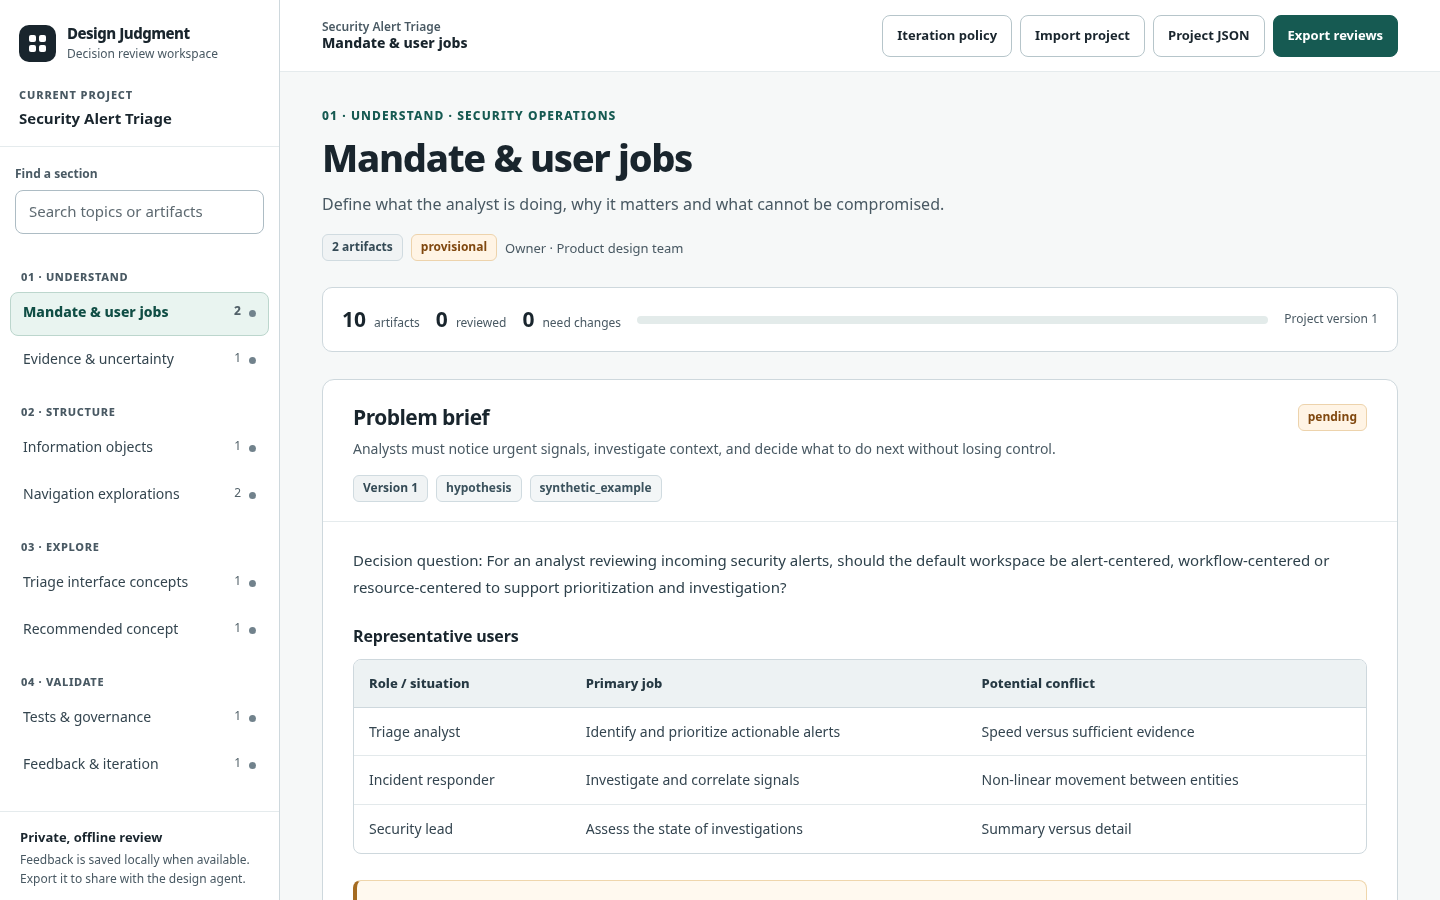 Design Judgment
Decision review workspace
CURRENT PROJECT
Security Alert Triage
Find a section
Search topics or artifacts
01 · UNDERSTAND
Mandate & user jobs 2
Evidence & uncertainty 1
02 · STRUCTURE
Information objects 1
Navigation explorations 2
03 · EXPLORE
Triage interface concepts 1
Recommended concept 1
04 · VALIDATE
Tests & governance 1
Feedback & iteration 1
Private, offline review
Feedback is saved locally when available.
Export it to share with the design agent.
Security Alert Triage
Mandate & user jobs
Iteration policy
Import project
Project JSON
Export reviews
01 · UNDERSTAND · SECURITY OPERATIONS
Mandate & user jobs
Define what the analyst is doing, why it matters and what cannot be compromised.
2 artifacts provisional Owner · Product design team
10 artifacts 0 reviewed 0 need changes Project version 1
Problem brief pending
Analysts must notice urgent signals, investigate context, and decide what to do next without losing control.
Version 1 hypothesis synthetic_example
Decision question: For an analyst reviewing incoming security alerts, should the default workspace be alert-centered, workflow-centered or
resource-centered to support prioritization and investigation?
Representative users
Role / situation Primary job Potential conflict
Triage analyst Identify and prioritize actionable alerts Speed versus sufficient evidence
Incident responder Investigate and correlate signals Non-linear movement between entities
Security lead Assess the state of investigations Summary versus detail